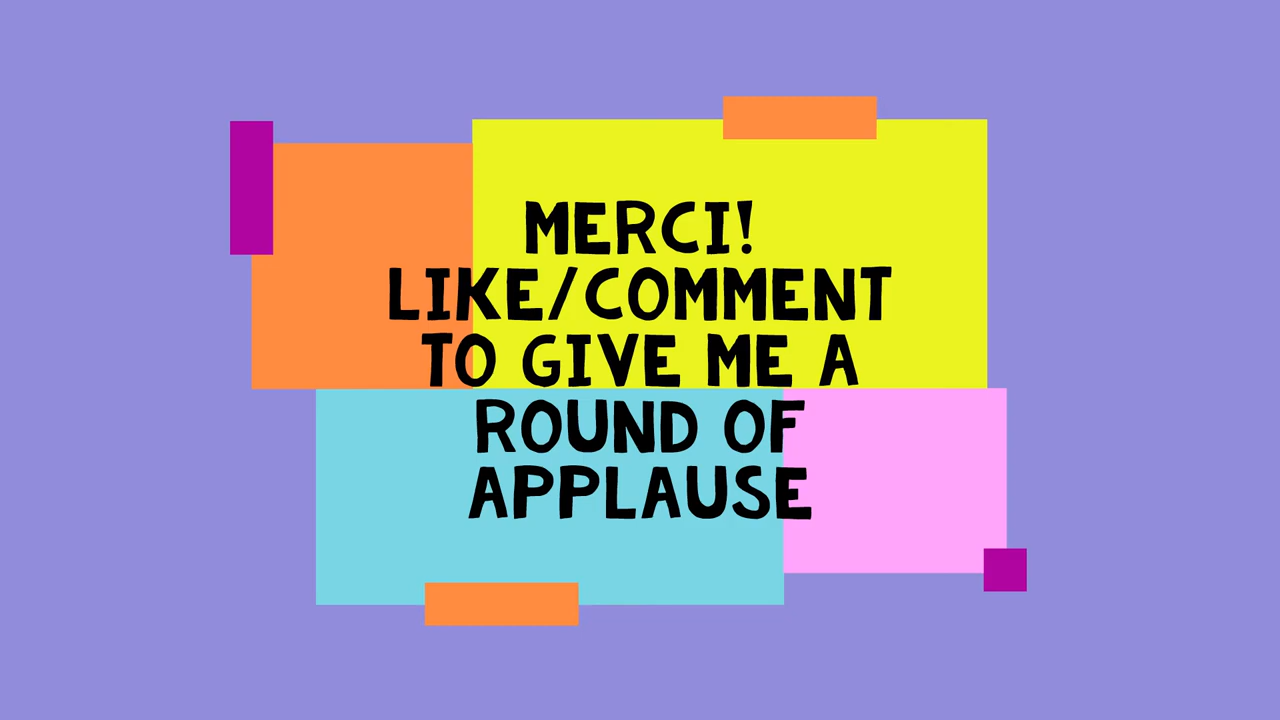 MERCI!
LIKE/COMMENT
TO GIVE ME A
ROUND OF
APPLAUSE